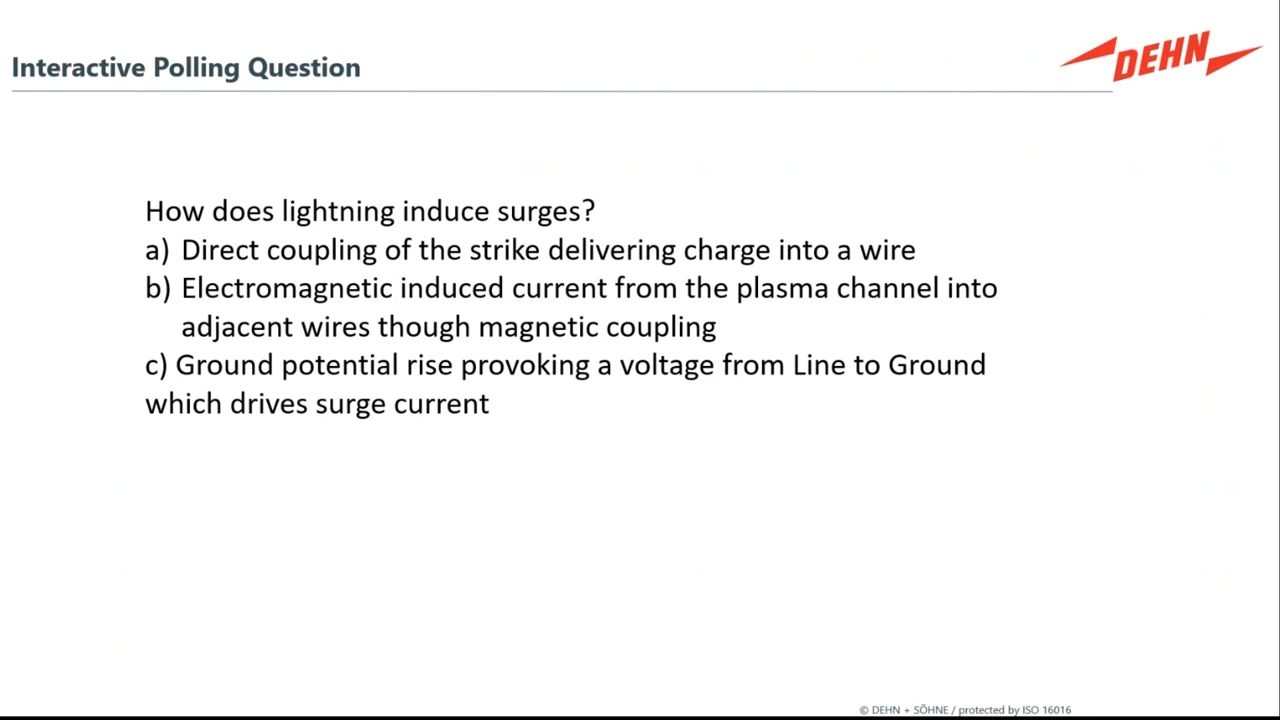 Interactive Polling Question
DEHN
How does lightning induce surges?
a) Direct coupling of the strike delivering charge into a wire
b) Electromagnetic induced current from the plasma channel into
adjacent wires though magnetic coupling
c) Ground potential rise provoking a voltage from Line to Ground
which drives surge current
© DEHN + SÖHNE / protected by ISO 16016